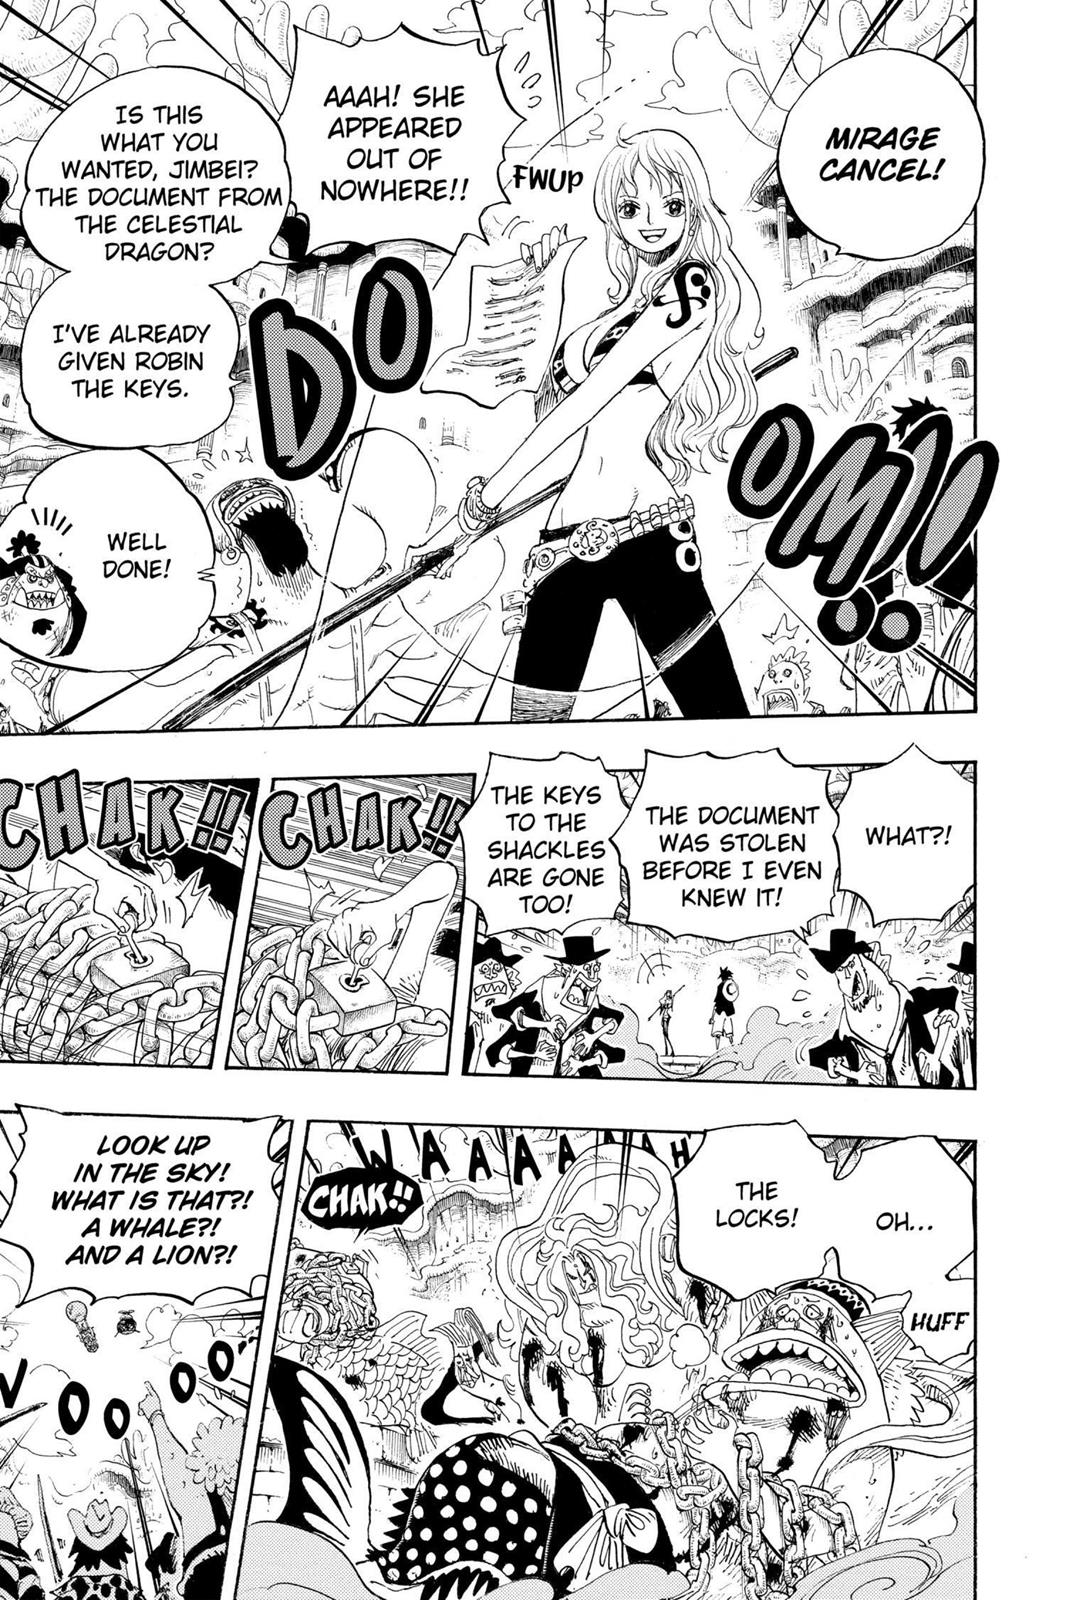 MIRAGE
CANCEL!
AAAH! SHE
APPEARED
OUT OF
NOWHERE!!
FWUP
IS THIS
WHAT YOU
WANTED, JIMBEI?
THE DOCUMENT FROM
THE CELESTIAL
DRAGON?
I'VE ALREADY
GIVEN ROBIN
THE KEYS.
DOOM!!
WELL
DONE!
WHAT?!
THE DOCUMENT
WAS STOLEN
BEFORE I EVEN
KNEW IT!
THE KEYS
TO THE
SHACKLES
ARE GONE
TOO!
CHAK!!
CHAK!!
OH...
THE
LOCKS!
HUFF
WAAAAAAH
CHAK!!
LOOK UP
IN THE SKY!
WHAT IS THAT?!
A WHALE?!
AND A LION?!
VOOOO...